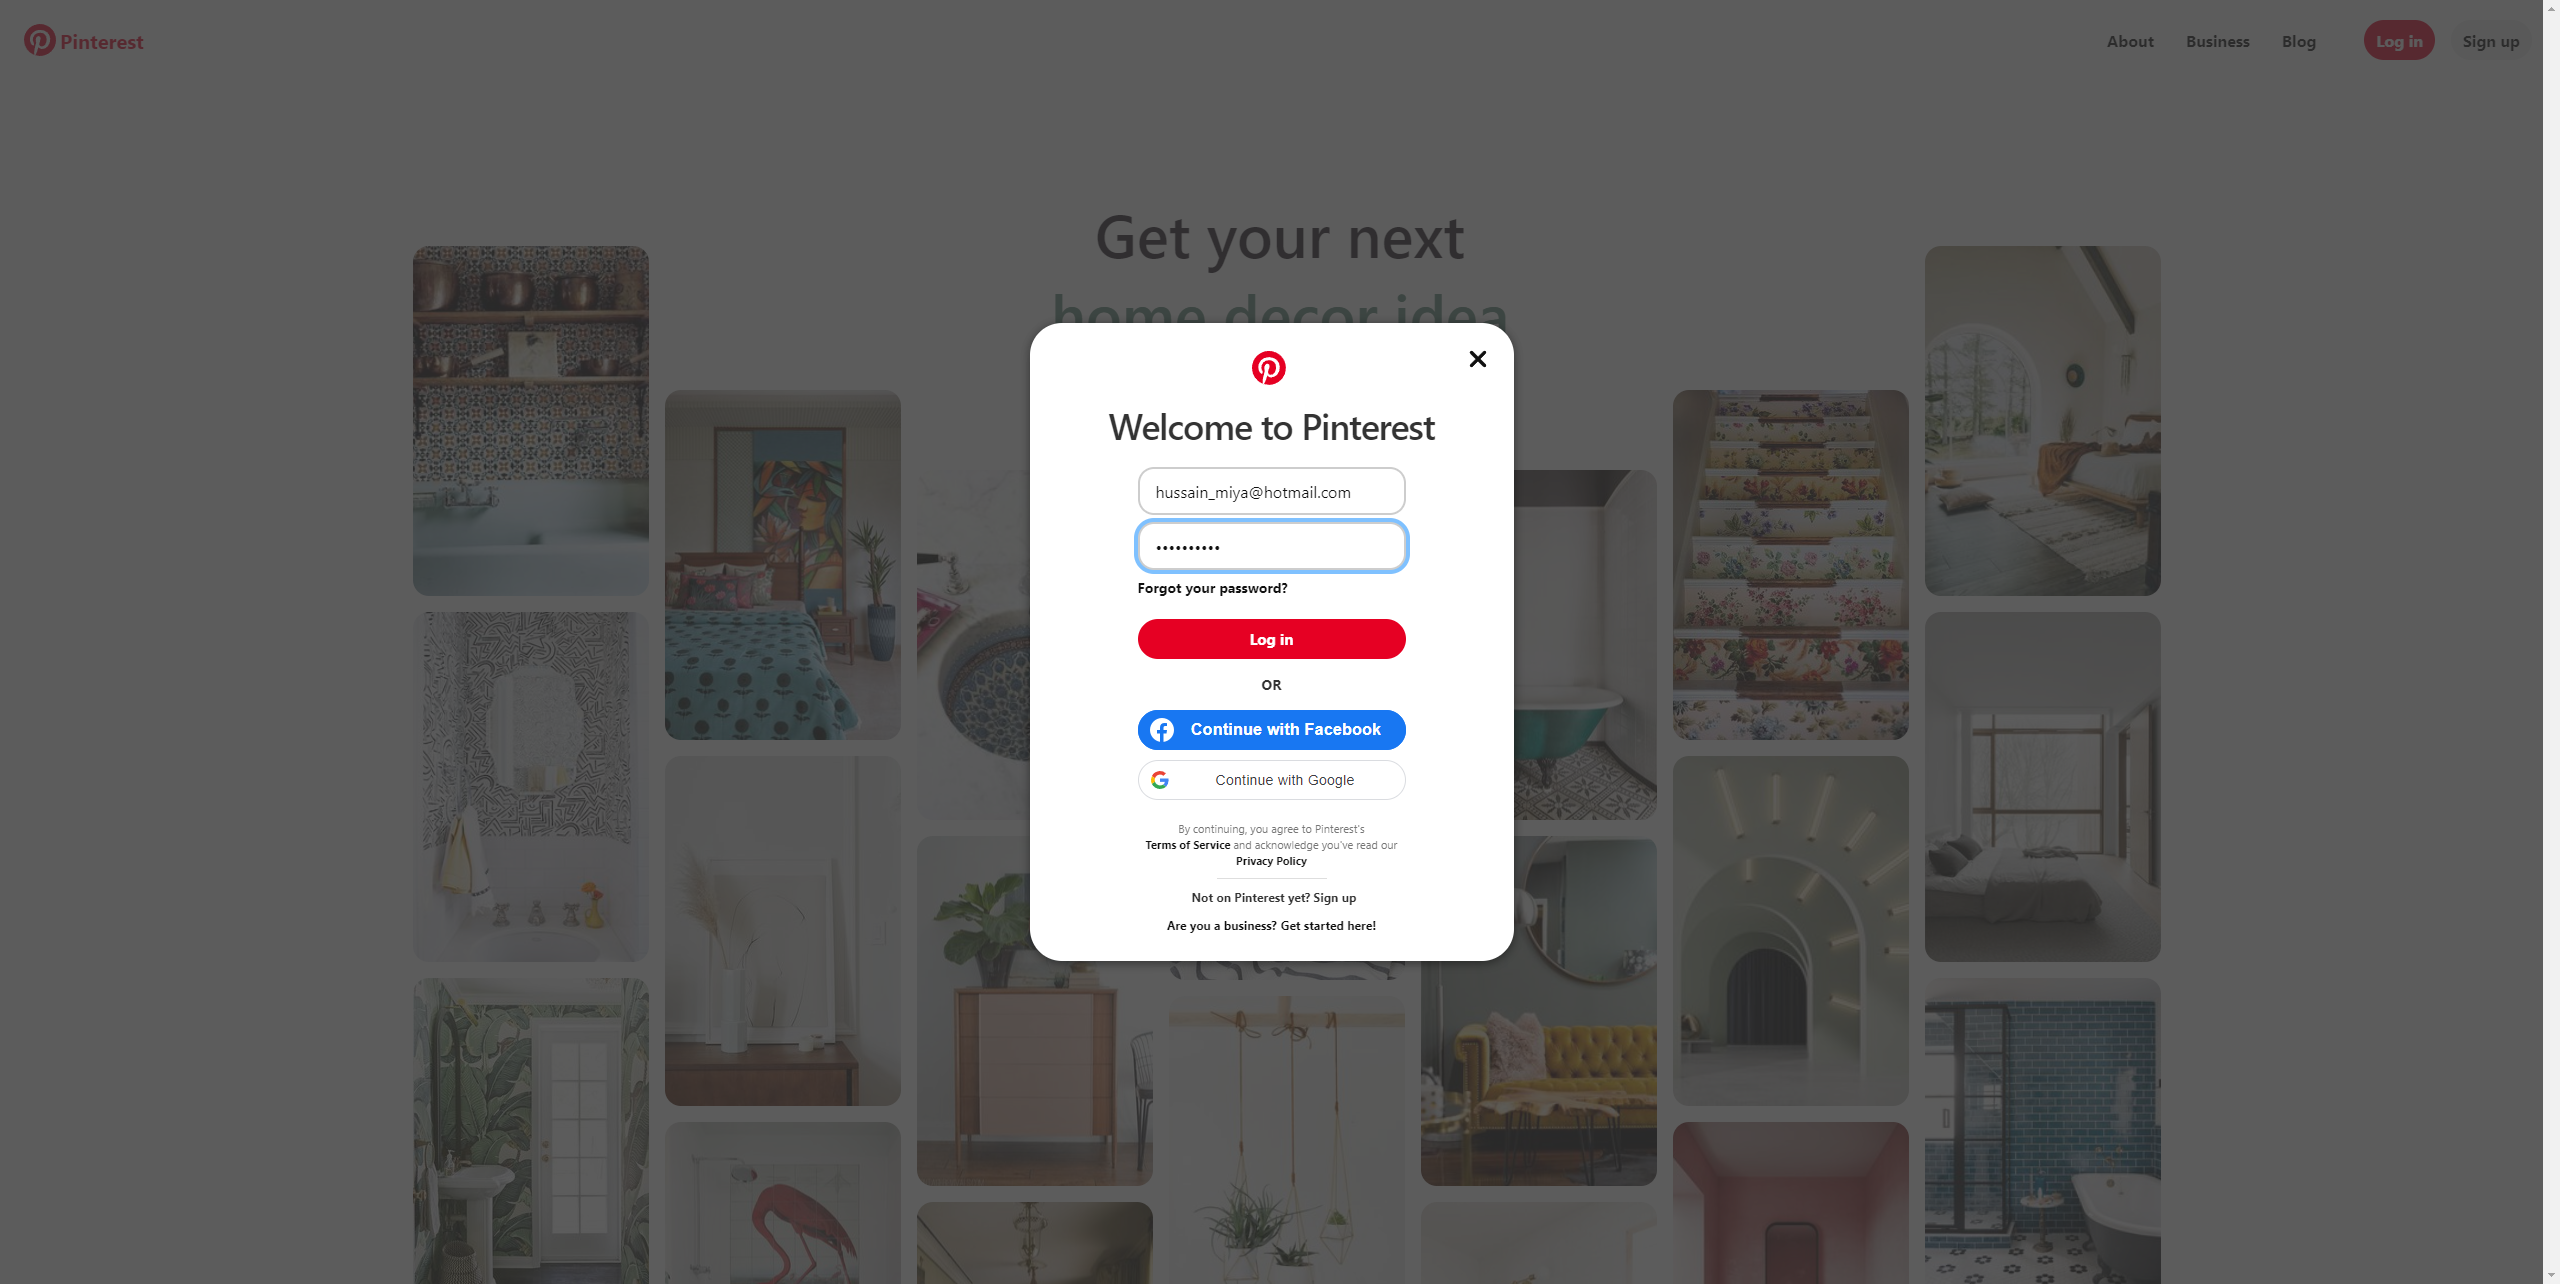 Pinterest
About
Business
Blog
Log in
Sign up
Get your next
home decor idea
Welcome to Pinterest
hussain_miya@hotmail.com
••••••••••
Forgot your password?
Log in
OR
Continue with Facebook
Continue with Google
By continuing, you agree to Pinterest's
Terms of Service and acknowledge you've read our
Privacy Policy
Not on Pinterest yet? Sign up
Are you a business? Get started here!